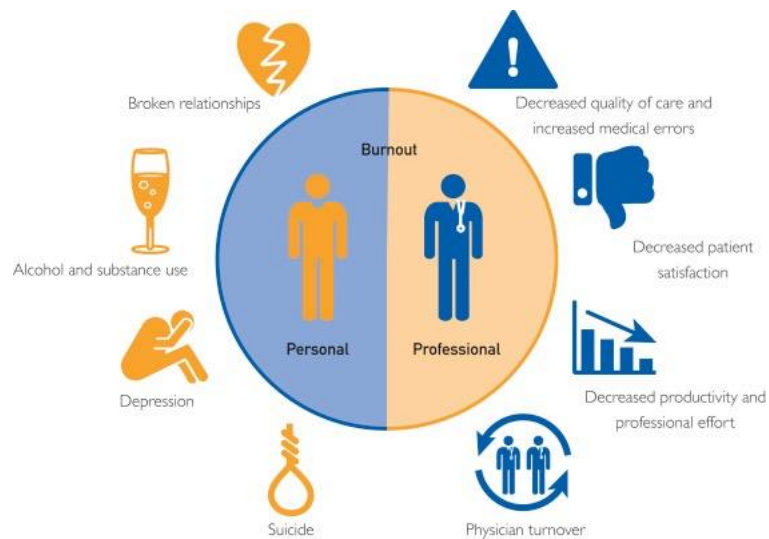 Broken relationships
Alcohol and substance use
Depression
Suicide
Burnout
Personal
Professional
Decreased quality of care and
increased medical errors
Decreased patient
satisfaction
Decreased productivity and
professional effort
Physician turnover